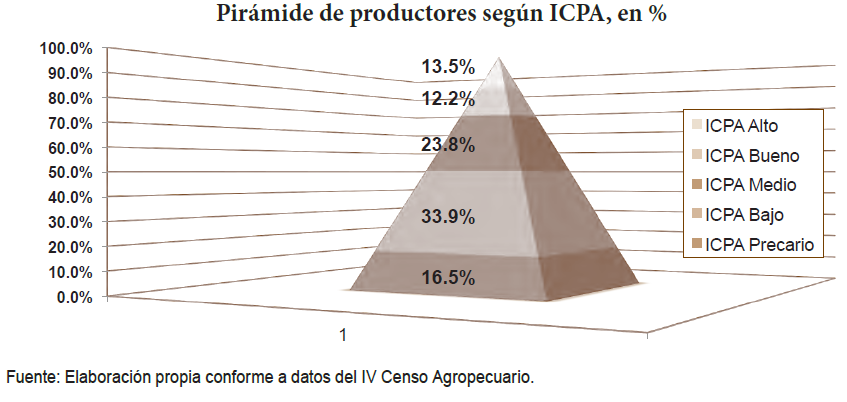 Pirámide de productores según ICPA, en %
100.0%
90.0%
80.0%
70.0%
60.0%
50.0%
40.0%
30.0%
20.0%
10.0%
0.0%
13.5%
12.2%
23.8%
33.9%
16.5%
1
ICPA Alto
ICPA Bueno
ICPA Medio
ICPA Bajo
ICPA Precario
Fuente: Elaboración propia conforme a datos del IV Censo Agropecuario.